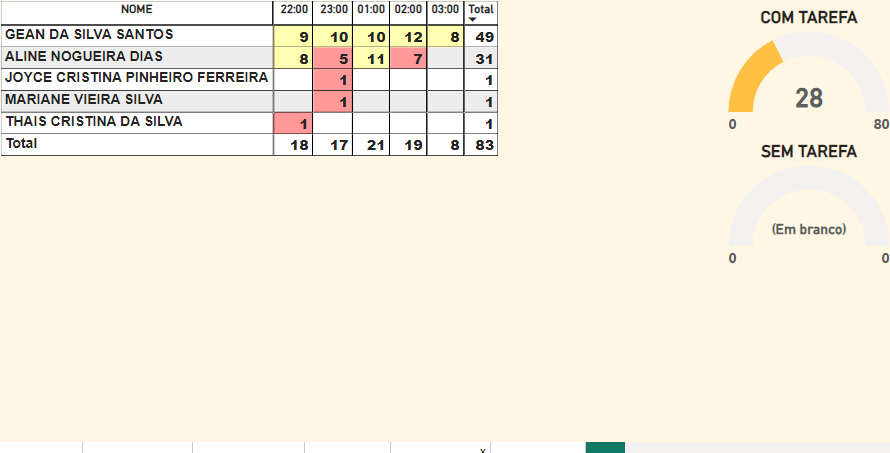 NOME 22:00 23:00 01:00 02:00 03:00 Total
GEAN DA SILVA SANTOS 9 10 10 12 8 49
ALINE NOGUEIRA DIAS 8 5 11 7 31
JOYCE CRISTINA PINHEIRO FERREIRA 1 1
MARIANE VIEIRA SILVA 1 1
THAIS CRISTINA DA SILVA 1 1
Total 18 17 21 19 8 83
COM TAREFA
28
0 80
SEM TAREFA
(Em branco)
0 0
x